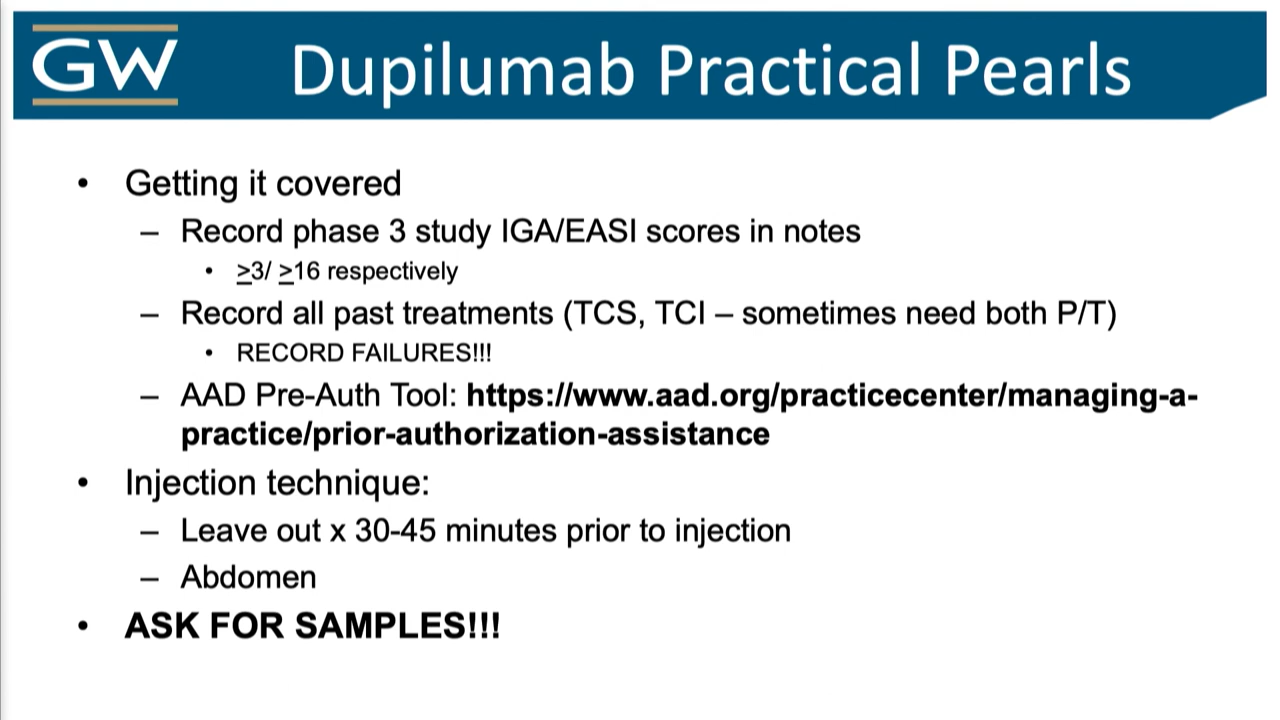 GW
Dupilumab Practical Pearls
• Getting it covered
– Record phase 3 study IGA/EASI scores in notes
• ≥3/ ≥16 respectively
– Record all past treatments (TCS, TCI – sometimes need both P/T)
• RECORD FAILURES!!!
– AAD Pre-Auth Tool: https://www.aad.org/practicecenter/managing-a-
practice/prior-authorization-assistance
• Injection technique:
– Leave out x 30-45 minutes prior to injection
– Abdomen
• ASK FOR SAMPLES!!!